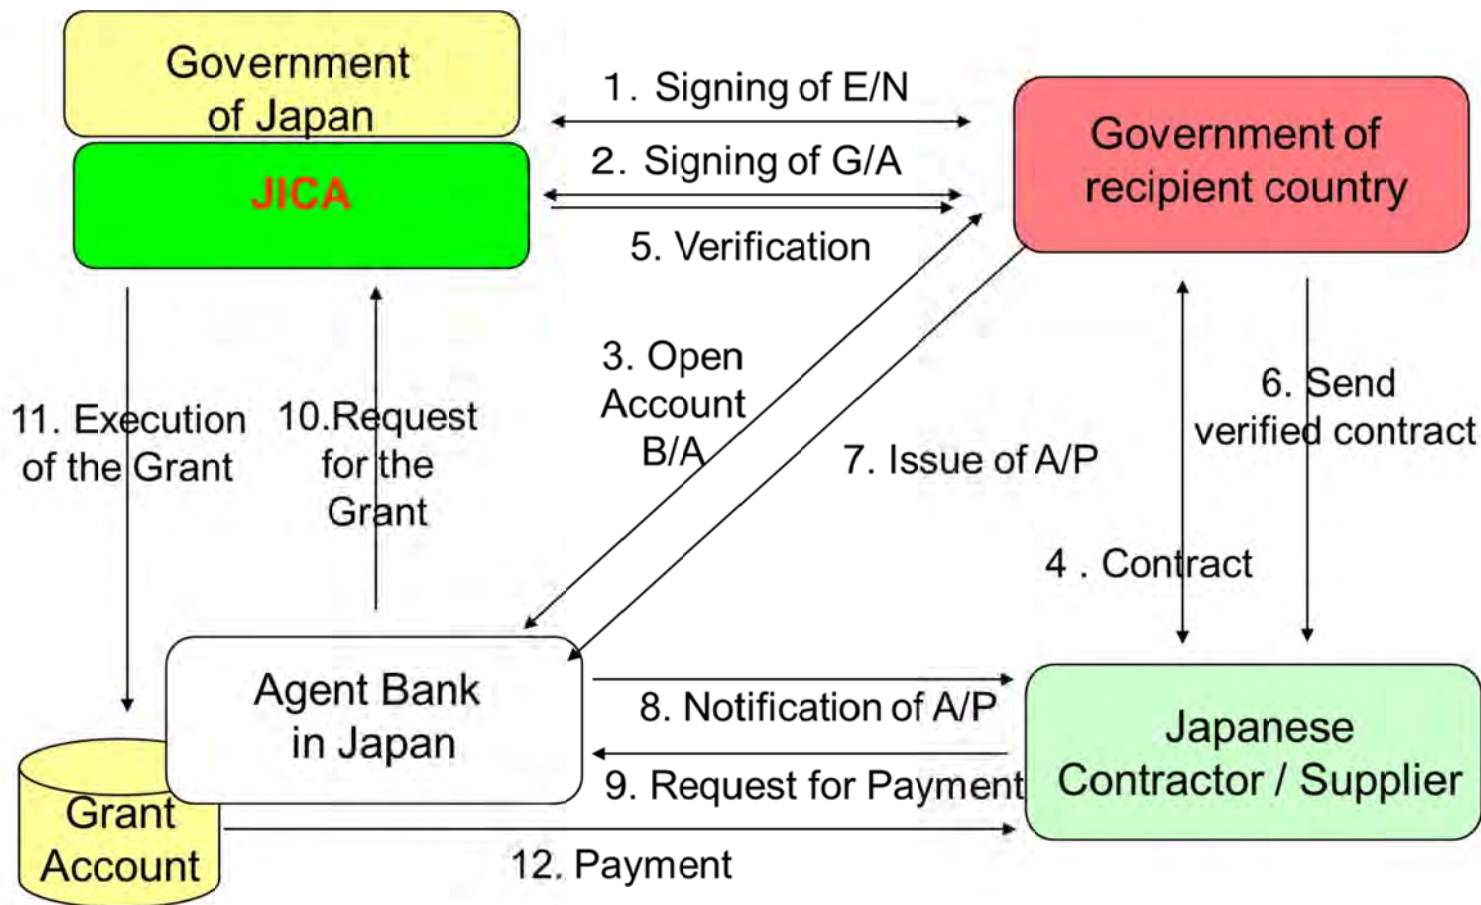 Government
of Japan
JICA
1. Signing of E/N
2. Signing of G/A
5. Verification
Government of
recipient country
3. Open
Account
B/A
7. Issue of A/P
6. Send
verified contract
4 . Contract
11. Execution
of the Grant
10.Request
for the
Grant
Agent Bank
in Japan
8. Notification of A/P
9. Request for Payment
Japanese
Contractor / Supplier
Grant
Account
12. Payment